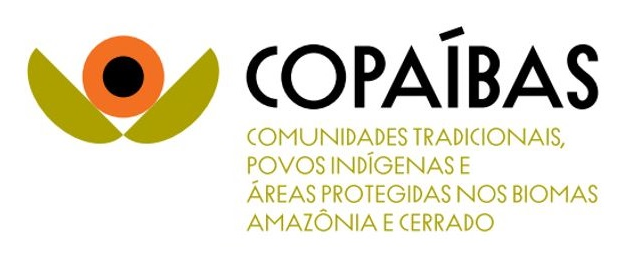 COPAÍBAS
COMUNIDADES TRADICIONAIS,
POVOS INDÍGENAS E
ÁREAS PROTEGIDAS NOS BIOMAS
AMAZÔNIA E CERRADO